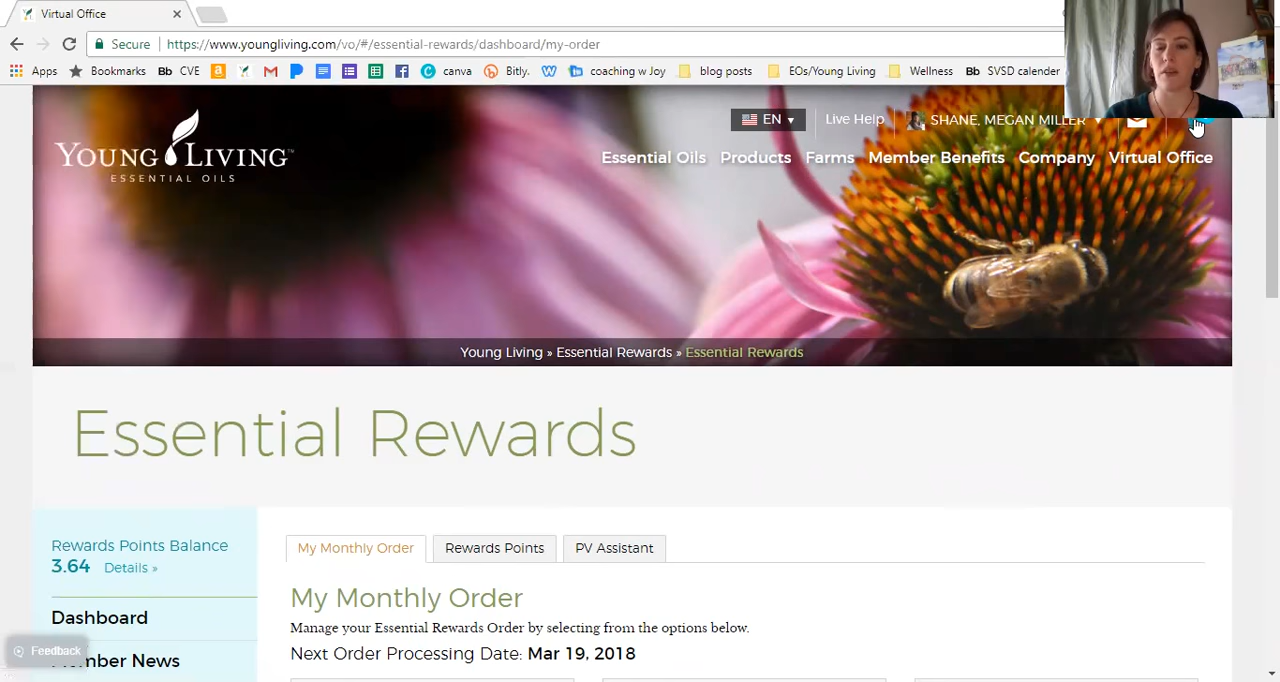 Virtual Office
Secure https://www.youngliving.com/vo/#/essential-rewards/dashboard/my-order
Apps Bookmarks Bb CVE canva Bitly. coaching w Joy blog posts EOs/Young Living Wellness Bb SVSD calender
EN ▼ Live Help SHANE, MEGAN MILLER
YOUNG LIVING™
ESSENTIAL OILS
Essential Oils Products Farms Member Benefits Company Virtual Office
Young Living » Essential Rewards » Essential Rewards
Essential Rewards
Rewards Points Balance
3.64 Details »
Dashboard
Feedback
Member News
My Monthly Order Rewards Points PV Assistant
My Monthly Order
Manage your Essential Rewards Order by selecting from the options below.
Next Order Processing Date: Mar 19, 2018